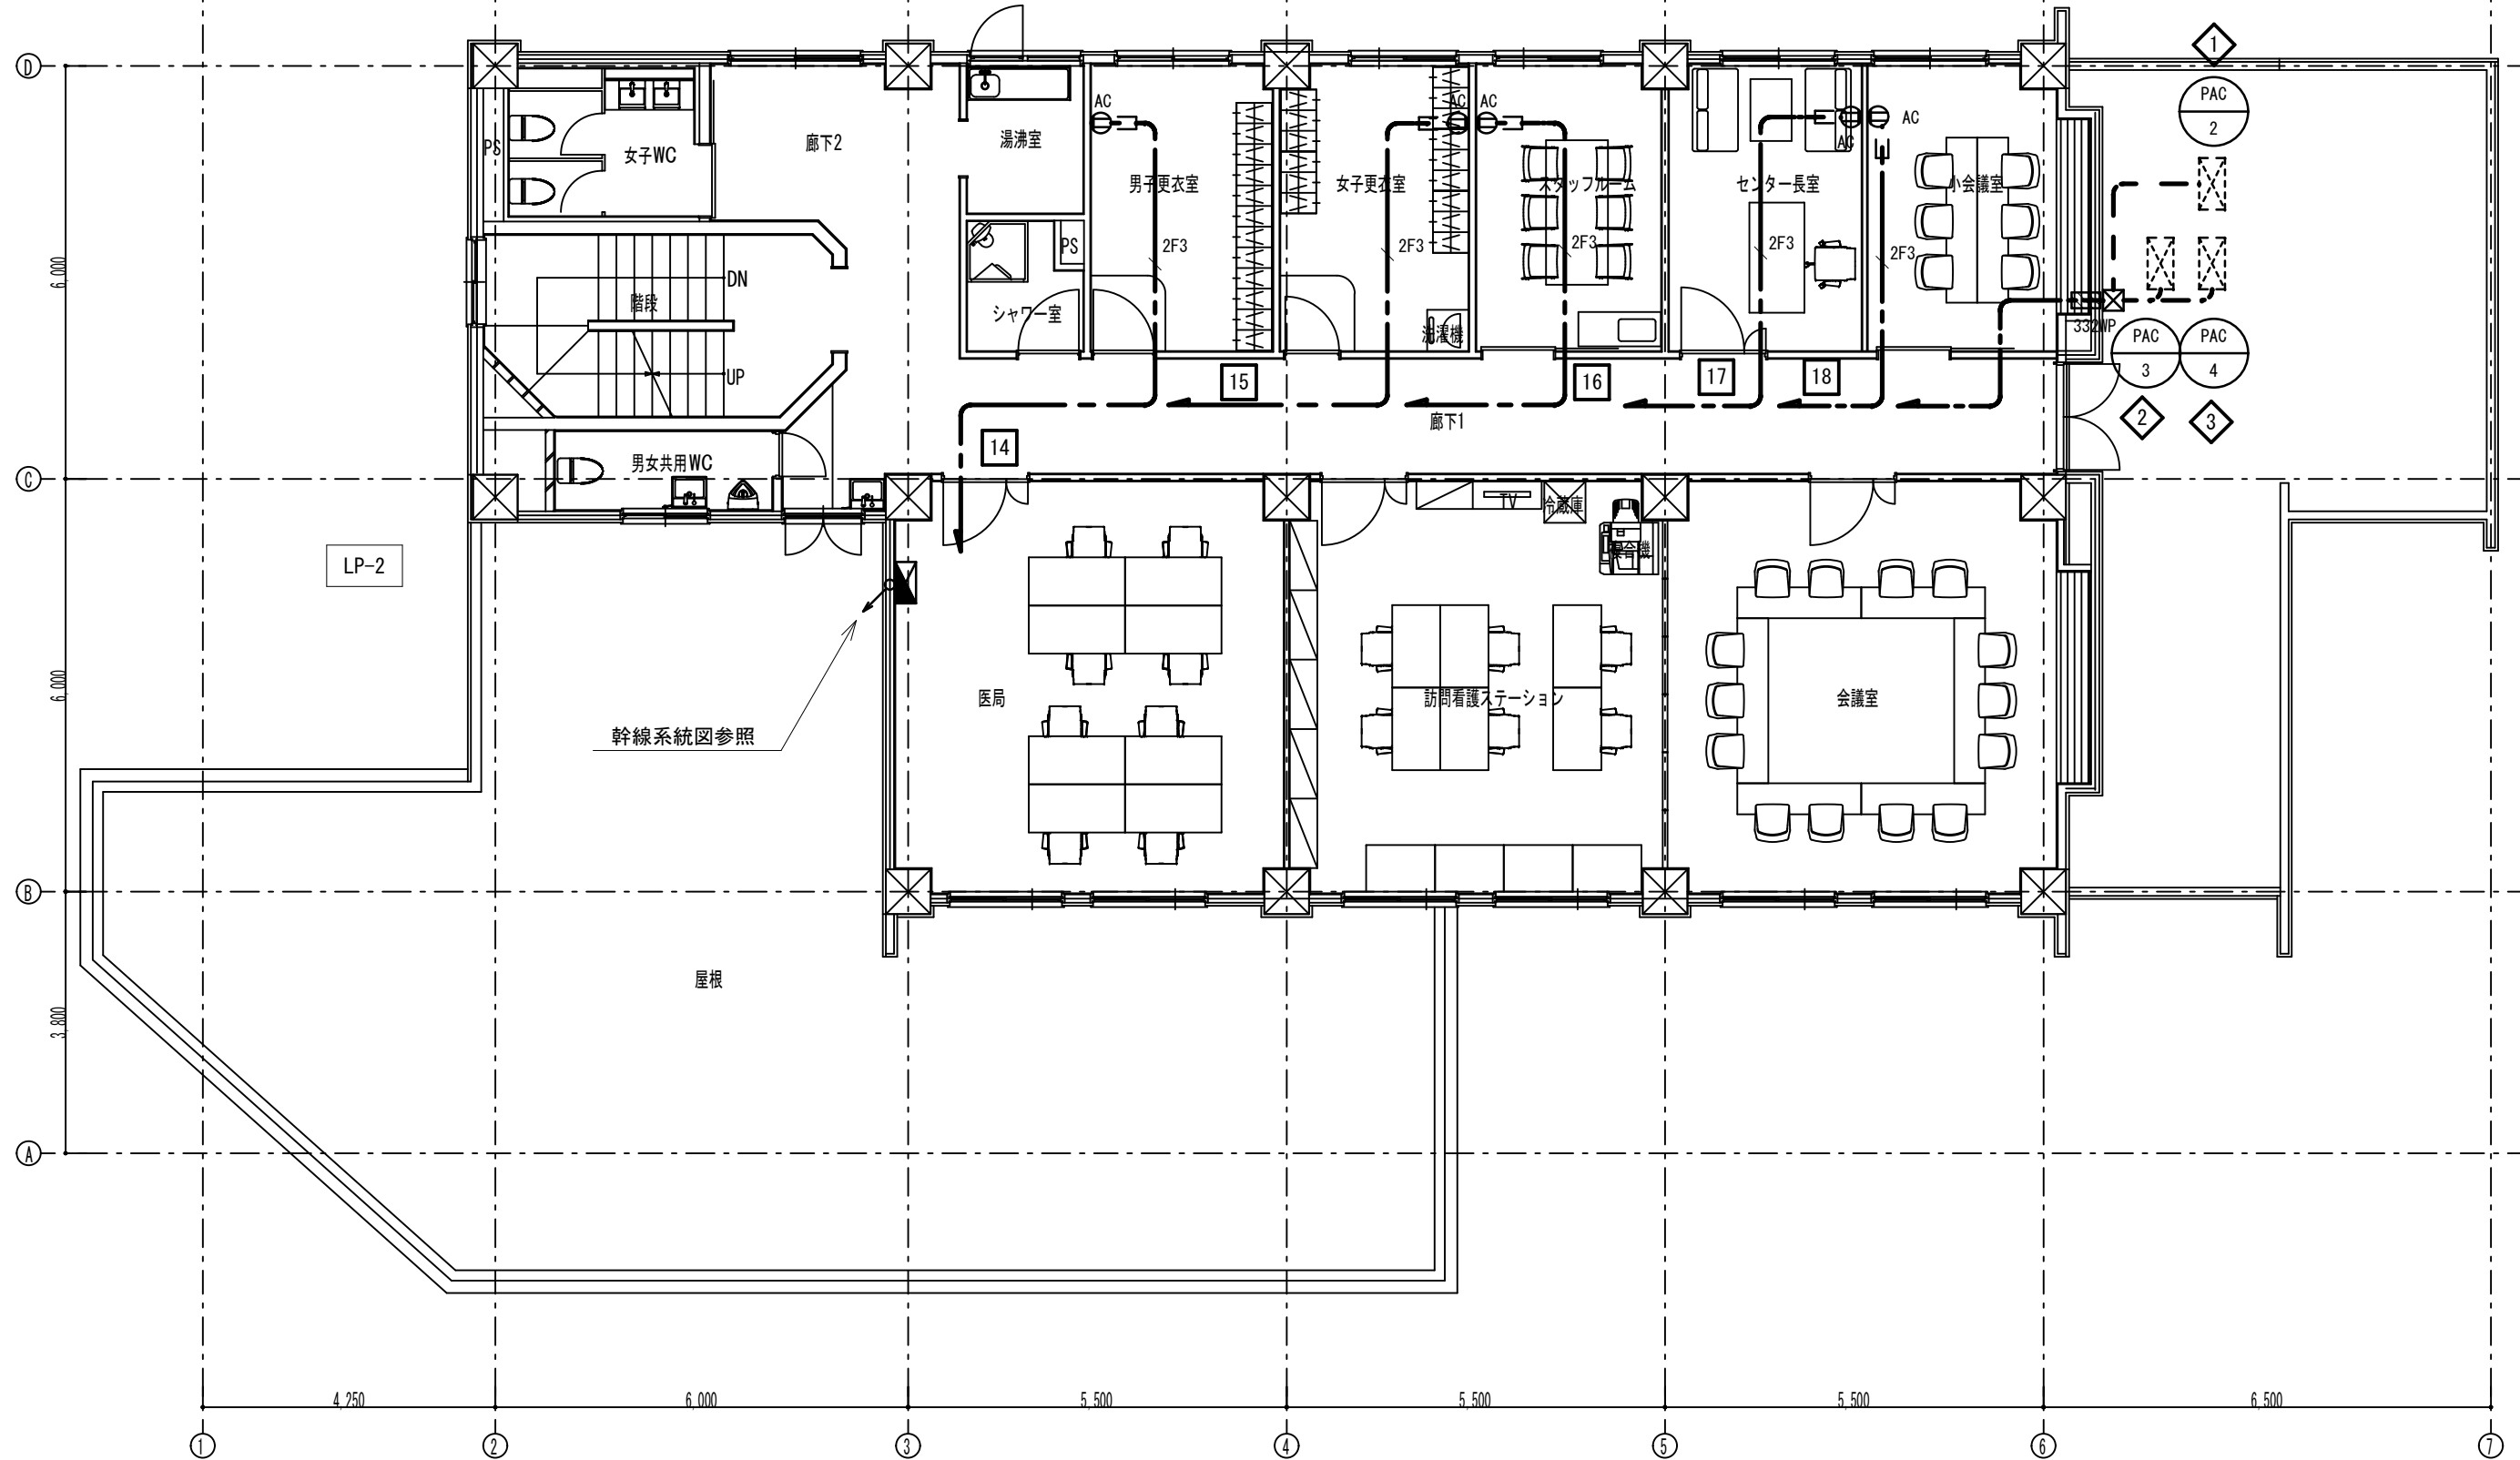 1
D
PAC
2
AC
AC
AC
AC
AC
湯沸室
廊下2
PS
女子WC
男子更衣室
女子更衣室
スタッフルーム
センター長室
小会議室
PS
2F3
2F3
2F3
2F3
2F3
6,000
DN
階段
シャワー室
洗濯機
332WP
PAC
3
PAC
4
UP
15
16
17
18
廊下1
2
3
14
男女共用WC
C
TV
冷蔵庫
複合機
LP-2
6,000
医局
訪問看護ステーション
会議室
幹線系統図参照
B
屋根
3,800
A
4,250
6,000
5,500
5,500
5,500
6,500
1
2
3
4
5
6
7